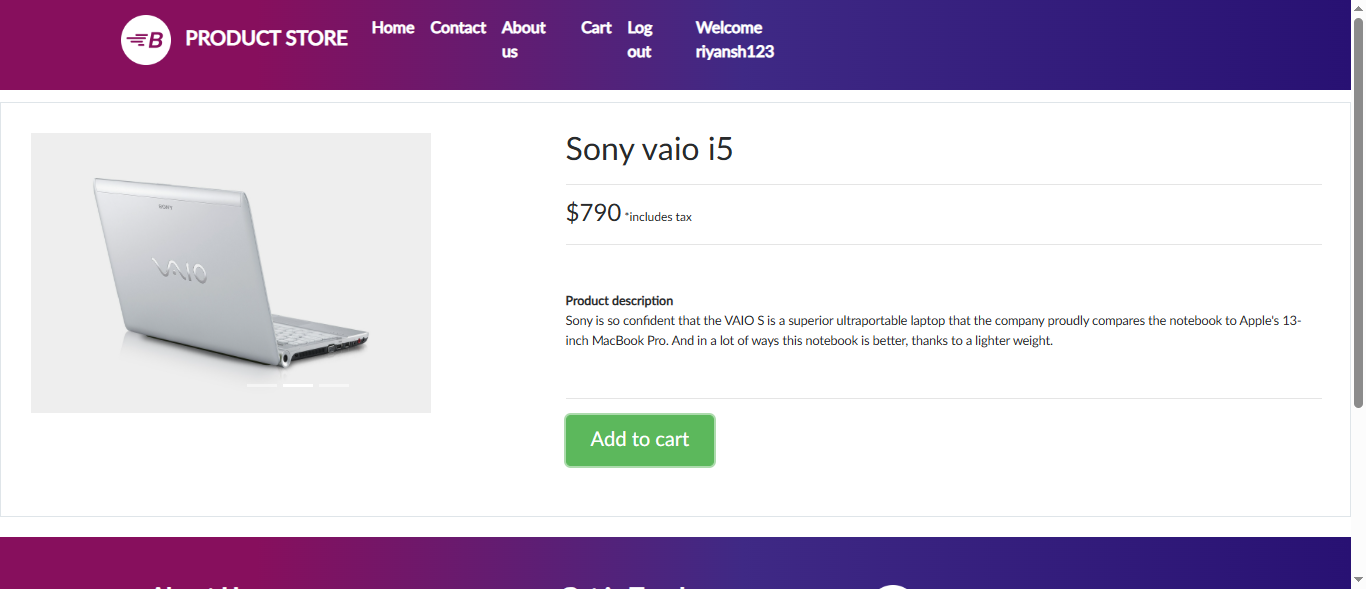 B PRODUCT STORE Home Contact About us Cart Log out Welcome riyansh123
Sony vaio i5
$790 *includes tax
SONY
VAIO
Product description
Sony is so confident that the VAIO S is a superior ultraportable laptop that the company proudly compares the notebook to Apple's 13-
inch MacBook Pro. And in a lot of ways this notebook is better, thanks to a lighter weight.
Add to cart